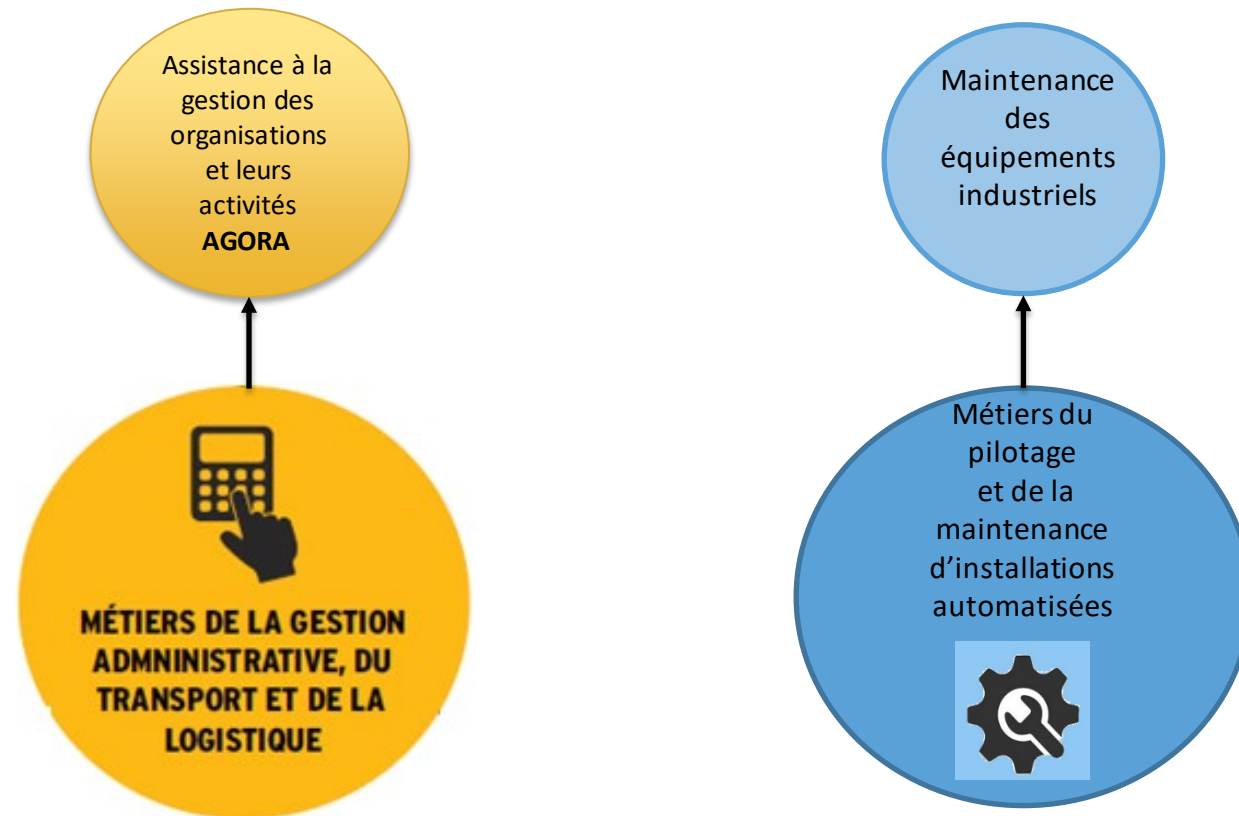 Assistance à la
gestion des
organisations
et leurs
activités
AGORA
MÉTIERS DE LA GESTION
ADMNINISTRATIVE, DU
TRANSPORT ET DE LA
LOGISTIQUE
Maintenance
des
équipements
industriels
Métiers du
pilotage
et de la
maintenance
d’installations
automatisées